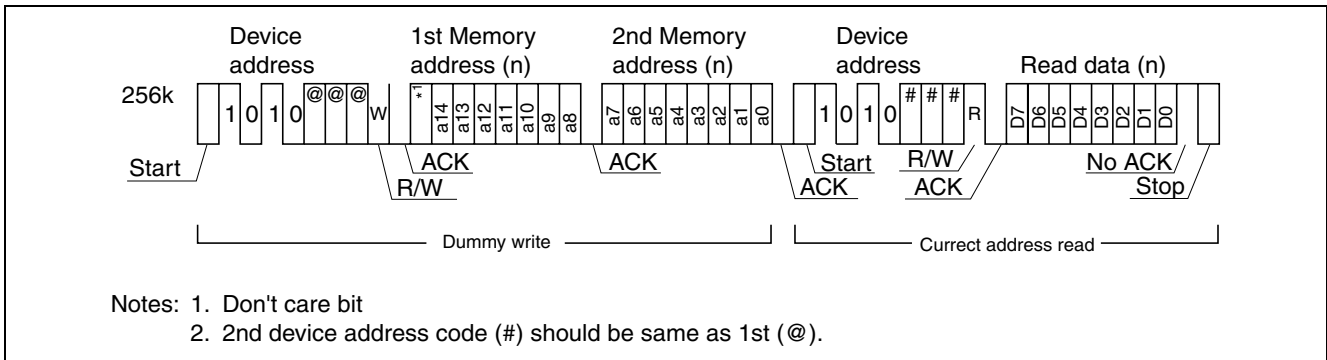 Device address
1st Memory address (n)
2nd Memory address (n)
Device address
Read data (n)
256k
1 0 1 0 @ @ @ W
*1 a14 a13 a12 a11 a10 a9 a8
a7 a6 a5 a4 a3 a2 a1 a0
1 0 1 0 # # # R
D7 D6 D5 D4 D3 D2 D1 D0
Start
R/W
ACK
ACK
ACK
Start
R/W
ACK
No ACK
Stop
Dummy write
Currect address read
Notes: 1. Don't care bit
2. 2nd device address code (#) should be same as 1st (@).